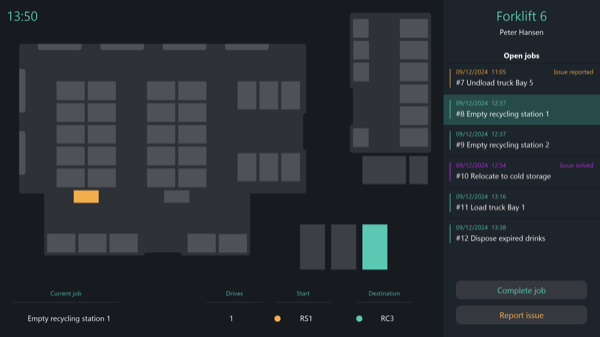 13:50
Forklift 6
Peter Hansen
Open jobs
09/12/2024 11:05 Issue reported
#7 Undload truck Bay 5
09/12/2024 12:37
#8 Empty recycling station 1
09/12/2024 12:37
#9 Empty recycling station 2
09/12/2024 12:54 Issue solved
#10 Relocate to cold storage
09/12/2024 13:16
#11 Load truck Bay 1
09/12/2024 13:38
#12 Dispose expired drinks
Complete job
Report issue
Current job Drives Start Destination
Empty recycling station 1 1 RS1 RC3